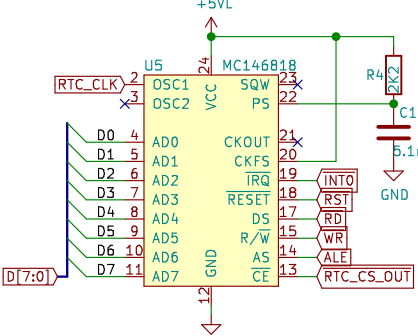 +5VL
U5 MC146818
RTC_CLK 2 OSC1 24 VCC SQW 23
3 OSC2 PS 22
R4 2K2
C1
5.1
GND
D0 4 AD0 CKOUT 21
D1 5 AD1 CKFS 20
D2 6 AD2 IRQ 19 INT0
D3 7 AD3 RESET 18 RST
D4 8 AD4 DS 17 RD
D5 9 AD5 R/W 15 WR
D6 10 AD6 GND AS 14 ALE
D7 11 AD7 CE 13 RTC_CS_OUT
D[7:0]
12